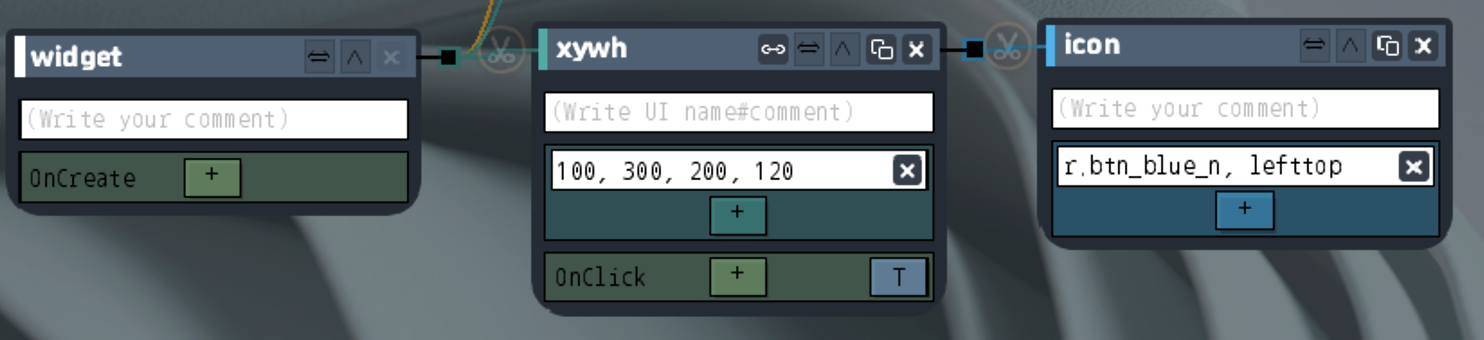 widget
(Write your comment)
OnCreate +
xywh
(Write UI name#comment)
100, 300, 200, 120
+
OnClick + T
icon
(Write your comment)
r.btn_blue_n, lefttop
+